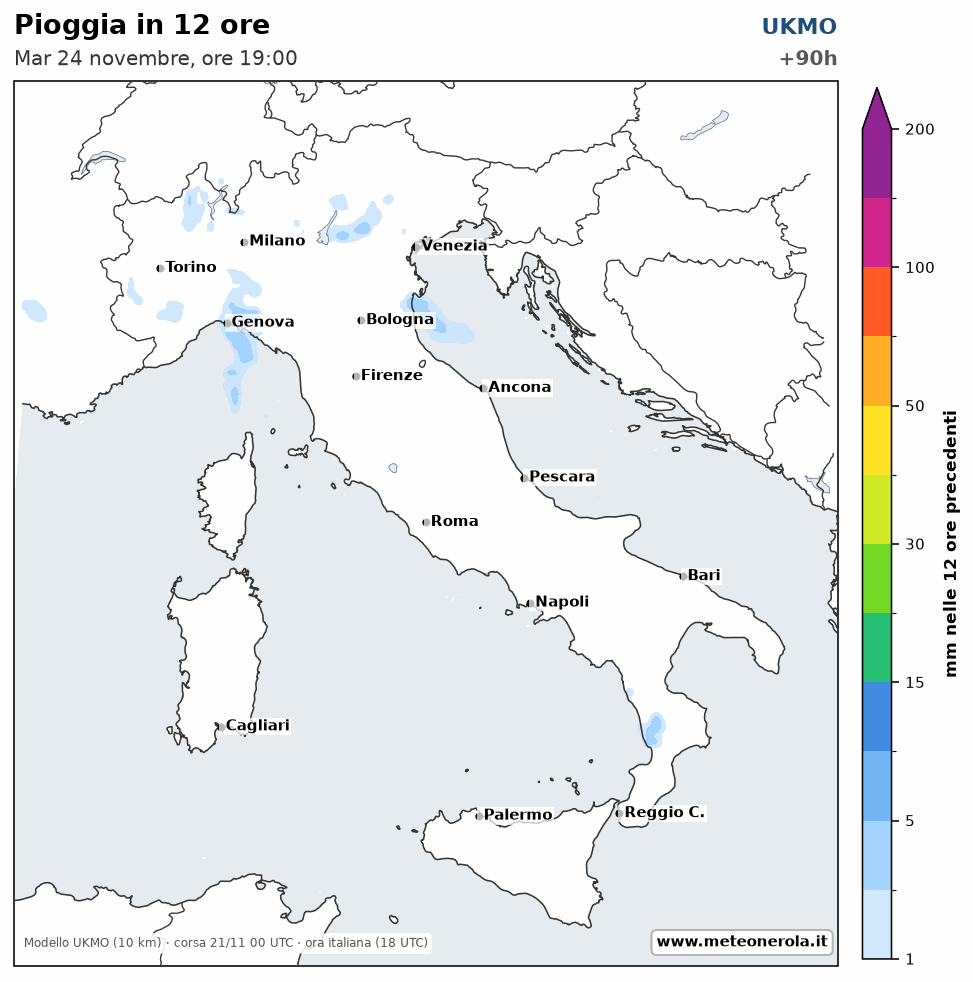 Pioggia in 12 ore
UKMO
Mar 24 novembre, ore 19:00
+90h
200
100
50
30
15
5
1
mm nelle 12 ore precedenti
Milano
Venezia
Torino
Genova
Bologna
Firenze
Ancona
Pescara
Roma
Bari
Napoli
Cagliari
Palermo
Reggio C.
Modello UKMO (10 km) · corsa 21/11 00 UTC · ora italiana (18 UTC)
www.meteonerola.it